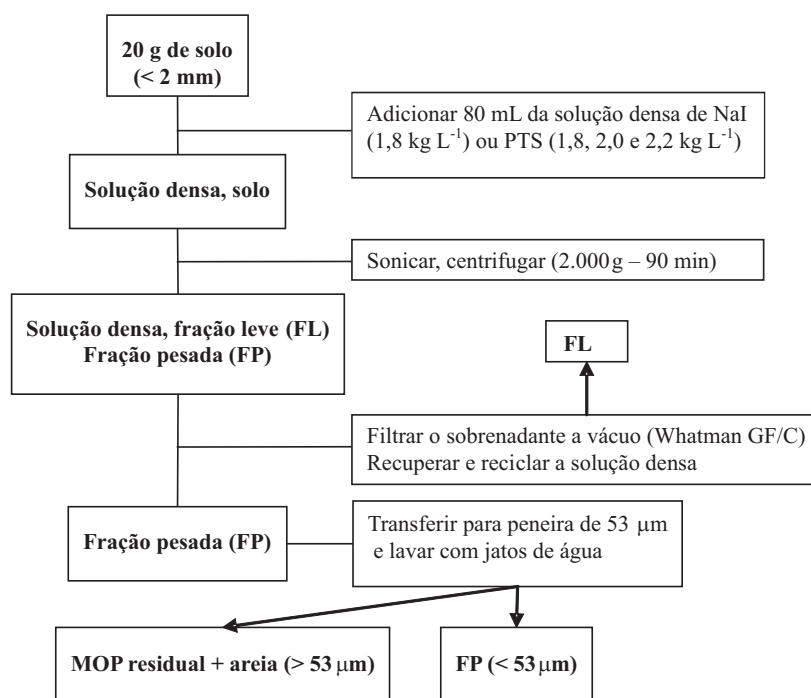 20 g de solo
(< 2 mm)
Adicionar 80 mL da solução densa de NaI
(1,8 kg L⁻¹) ou PTS (1,8, 2,0 e 2,2 kg L⁻¹)
Solução densa, solo
Sonicar, centrifugar (2.000 g – 90 min)
Solução densa, fração leve (FL)
Fração pesada (FP)
FL
Filtrar o sobrenadante a vácuo (Whatman GF/C)
Recuperar e reciclar a solução densa
Fração pesada (FP)
Transferir para peneira de 53 µm
e lavar com jatos de água
MOP residual + areia (> 53 µm)
FP (< 53 µm)